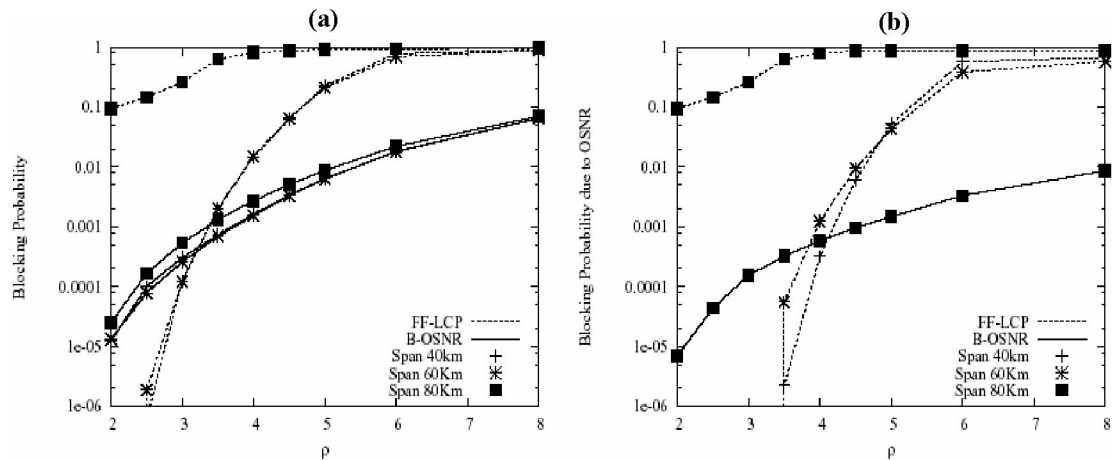 (a)
Blocking Probability
1
0.1
0.01
0.001
0.0001
1e-05
1e-06
2 3 4 5 6 7 8
ρ
FF-LCP
B-OSNR
Span 40km
Span 60Km
Span 80Km
(b)
Blocking Probability due to OSNR
1
0.1
0.01
0.001
0.0001
1e-05
1e-06
2 3 4 5 6 7 8
ρ
FF-LCP
B-OSNR
Span 40km
Span 60Km
Span 80Km